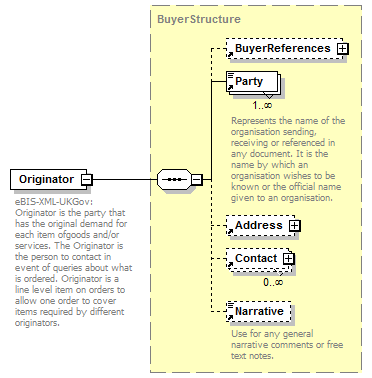 BuyerStructure
BuyerReferences
Party
1..∞
Represents the name of the
organisation sending,
receiving or referenced in
any document. It is the
name by which an
organisation wishes to be
known or the official name
given to an organisation.
Originator
eBIS-XML-UKGov:
Originator is the party that
has the original demand for
each item ofgoods and/or
services. The Originator is
the person to contact in
event of queries about what
is ordered. Originator is a
line level item on orders to
allow one order to cover
items required by different
originators.
Address
Contact
0..∞
Narrative
Use for any general
narrative comments or free
text notes.